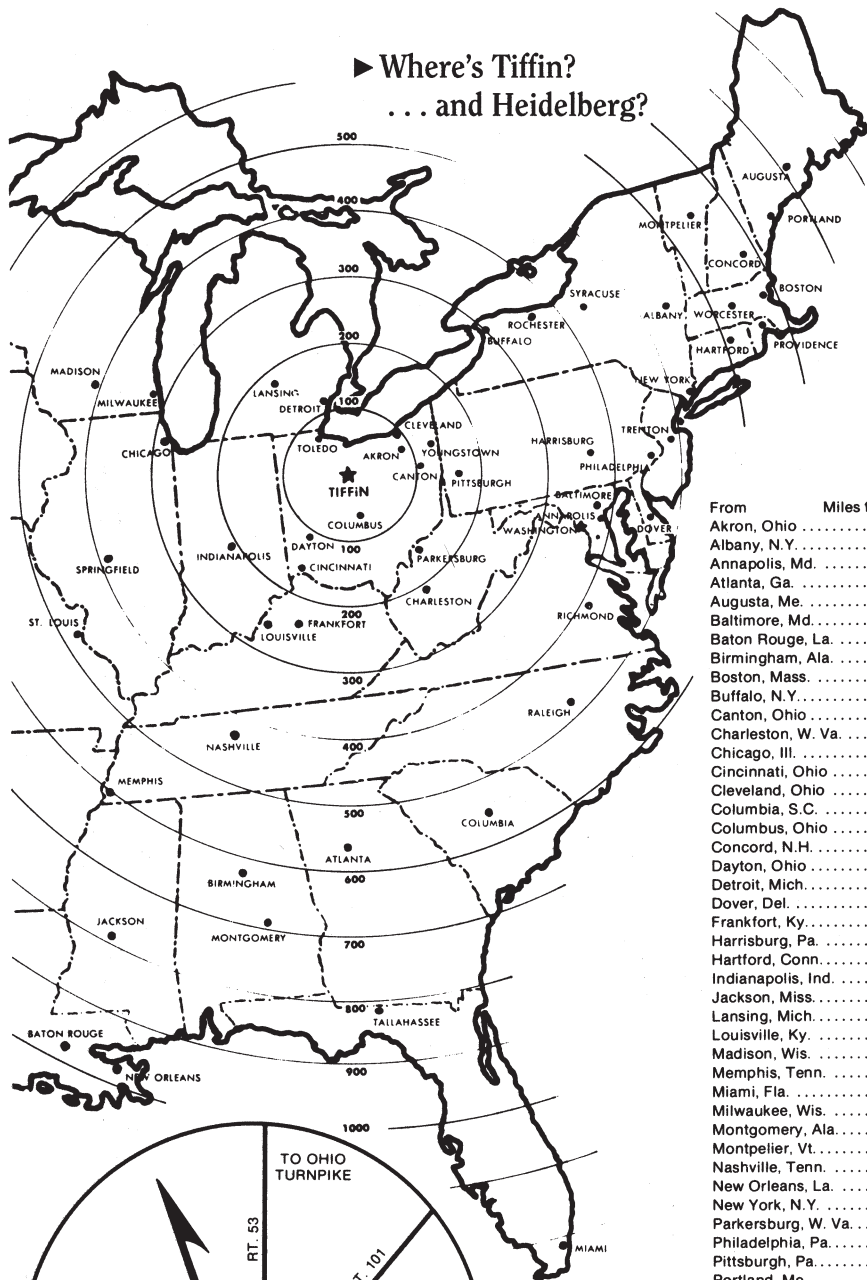 ► Where's Tiffin?
. . . and Heidelberg?
500
400
300
200
100
AUGUSTA
MONTPELIER
PORTLAND
CONCORD
BOSTON
SYRACUSE
ROCHESTER
BUFFALO
ALBANY
WORCESTER
HARTFORD
PROVIDENCE
MADISON
MILWAUKEE
LANSING
DETROIT
NEW YORK
CHICAGO
TOLEDO
CLEVELAND
AKRON
YOUNGSTOWN
CANTON
PITTSBURGH
HARRISBURG
TRENTON
PHILADELPHIA
TIFFIN
COLUMBUS
BALTIMORE
ANNAPOLIS
WASHINGTON
DOVER
DAYTON
100
INDIANAPOLIS
CINCINNATI
PARKERSBURG
SPRINGFIELD
CHARLESTON
200
ST. LOUIS
LOUISVILLE
FRANKFORT
RICHMOND
300
RALEIGH
NASHVILLE
400
MEMPHIS
500
COLUMBIA
ATLANTA
600
BIRMINGHAM
JACKSON
MONTGOMERY
700
800
TALLAHASSEE
BATON ROUGE
900
NEW ORLEANS
1000
MIAMI
TO OHIO
TURNPIKE
RT. 53
T. 101
From Miles t
Akron, Ohio . . . . . . . . . .
Albany, N.Y. . . . . . . . . . .
Annapolis, Md. . . . . . . . .
Atlanta, Ga. . . . . . . . . . .
Augusta, Me. . . . . . . . . .
Baltimore, Md. . . . . . . . .
Baton Rouge, La. . . . . . .
Birmingham, Ala. . . . . . .
Boston, Mass. . . . . . . . .
Buffalo, N.Y. . . . . . . . . .
Canton, Ohio . . . . . . . . .
Charleston, W. Va. . . . . .
Chicago, Ill. . . . . . . . . . .
Cincinnati, Ohio . . . . . . .
Cleveland, Ohio . . . . . . .
Columbia, S.C. . . . . . . . .
Columbus, Ohio . . . . . . .
Concord, N.H. . . . . . . . .
Dayton, Ohio . . . . . . . . .
Detroit, Mich. . . . . . . . . .
Dover, Del. . . . . . . . . . . .
Frankfort, Ky. . . . . . . . . .
Harrisburg, Pa. . . . . . . . .
Hartford, Conn. . . . . . . .
Indianapolis, Ind. . . . . . .
Jackson, Miss. . . . . . . . .
Lansing, Mich. . . . . . . . .
Louisville, Ky. . . . . . . . . .
Madison, Wis. . . . . . . . . .
Memphis, Tenn. . . . . . . .
Miami, Fla. . . . . . . . . . . .
Milwaukee, Wis. . . . . . . .
Montgomery, Ala. . . . . . .
Montpelier, Vt. . . . . . . . .
Nashville, Tenn. . . . . . . .
New Orleans, La. . . . . . .
New York, N.Y. . . . . . . . .
Parkersburg, W. Va. . . . .
Philadelphia, Pa. . . . . . . .
Pittsburgh, Pa. . . . . . . . .